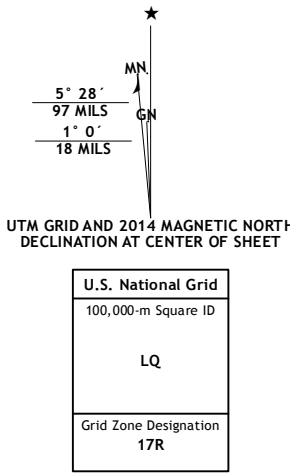 ★
MN.
GN
5° 28´
97 MILS
1° 0´
18 MILS
UTM GRID AND 2014 MAGNETIC NORTH
DECLINATION AT CENTER OF SHEET
U.S. National Grid
100,000-m Square ID
LQ
Grid Zone Designation
17R